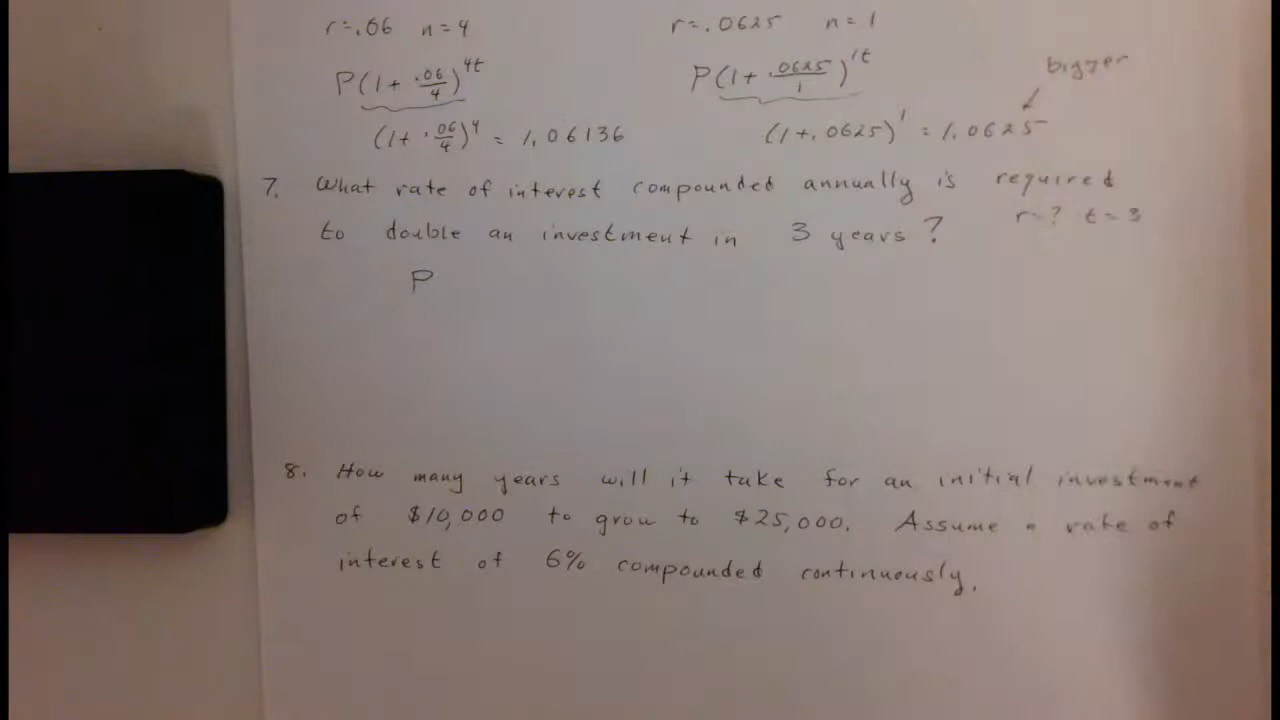 r=.06 n=4 r=.0625 n=1
P(1+ .06/4)^4t P(1+ .0625/1)^1t bigger
(1+ .06/4)^4 = 1.06136 (1+.0625)^1 = 1.0625
7. What rate of interest compounded annually is required
to double an investment in 3 years? r=? t=3
P
8. How many years will it take for an initial investment
of $10,000 to grow to $25,000. Assume a rate of
interest of 6% compounded continuously.